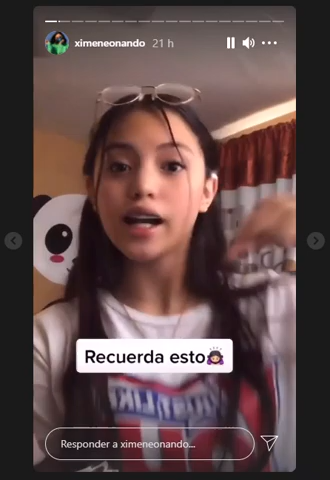 ximeneonando 21 h
Recuerda esto🙇🏻‍♀️
Responder a ximeneonando...